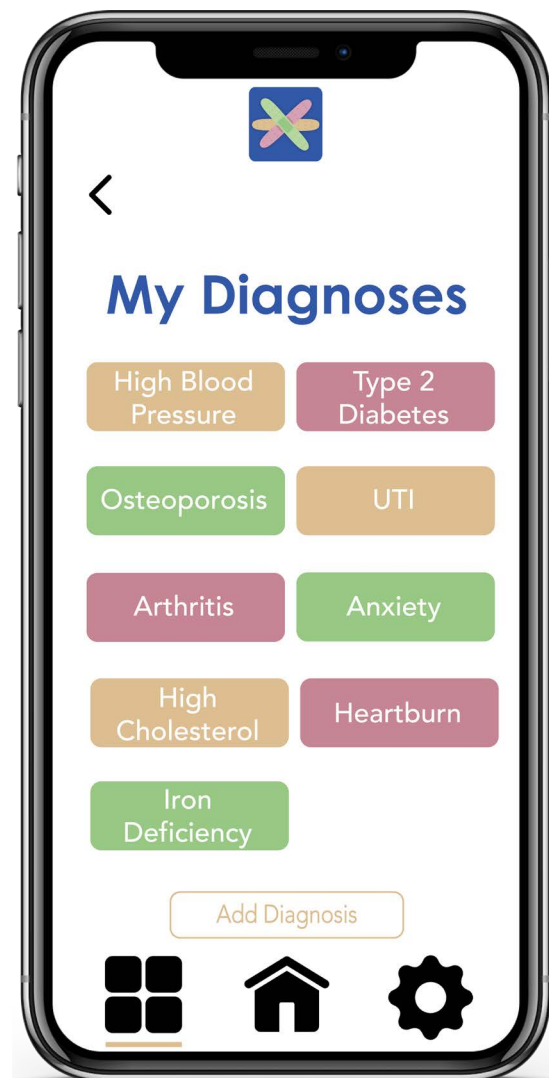 My Diagnoses
High Blood
Pressure
Type 2
Diabetes
Osteoporosis
UTI
Arthritis
Anxiety
High
Cholesterol
Heartburn
Iron
Deficiency
Add Diagnosis